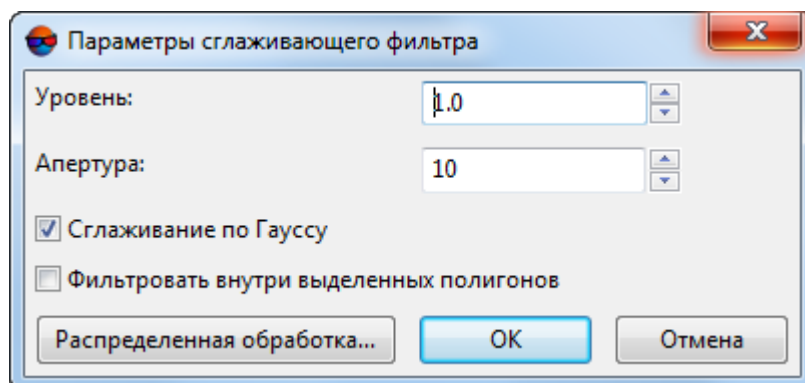 Параметры сглаживающего фильтра
Уровень: 1.0
Апертура: 10
Сглаживание по Гауссу
Фильтровать внутри выделенных полигонов
Распределенная обработка... OK Отмена